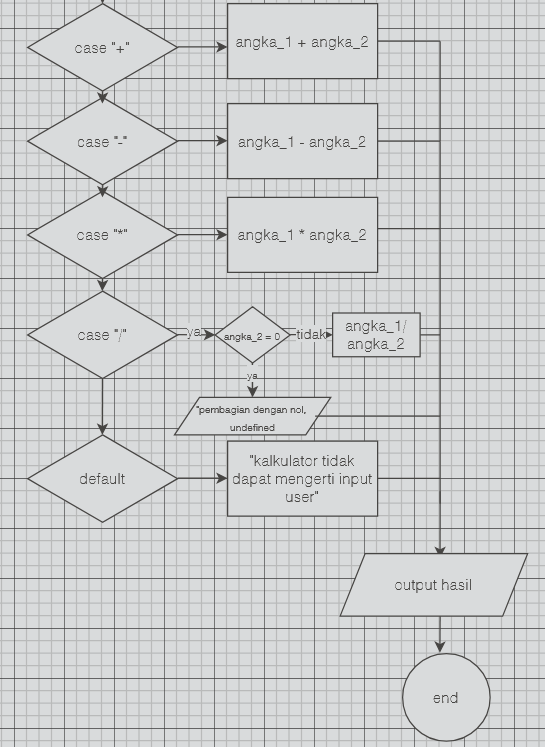 case "+"
angka_1 + angka_2
case "-"
angka_1 - angka_2
case "*"
angka_1 * angka_2
case "/"
ya
angka_2 = 0
tidak
angka_1/
angka_2
ya
"pembagian dengan nol,
undefined
default
"kalkulator tidak
dapat mengerti input
user"
output hasil
end